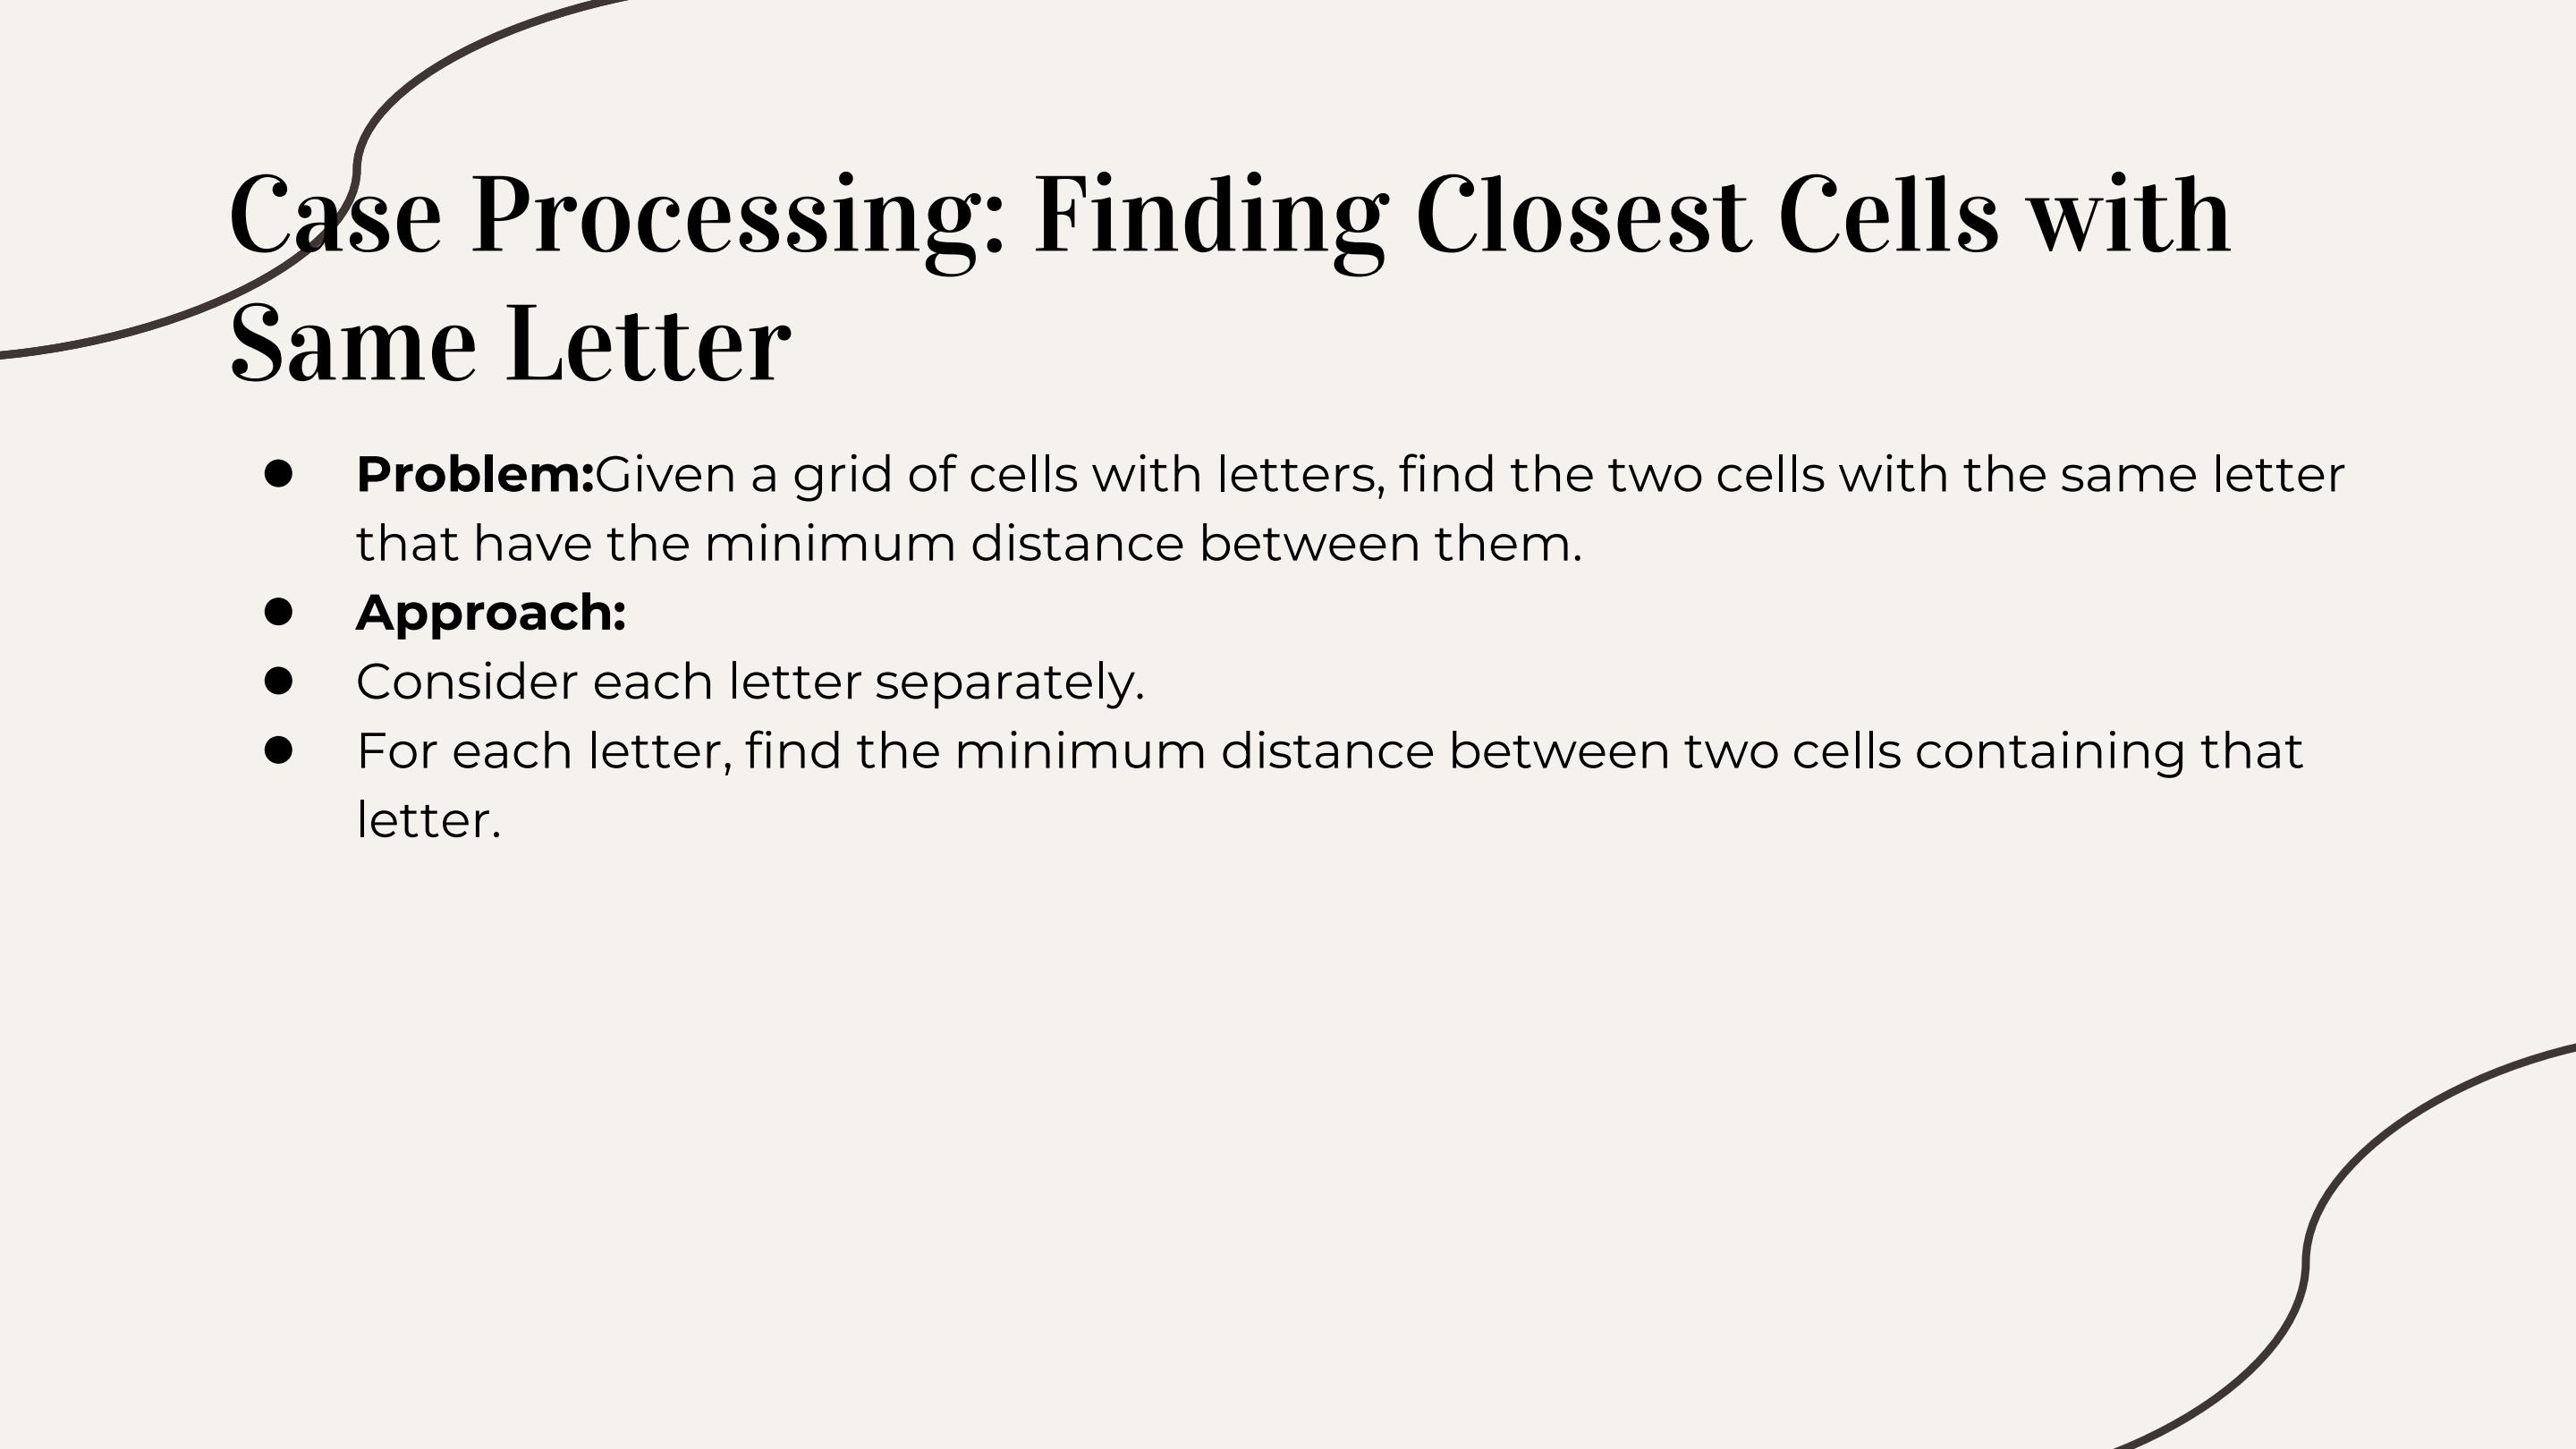 Case Processing: Finding Closest Cells with
Same Letter
● Problem:Given a grid of cells with letters, find the two cells with the same letter
that have the minimum distance between them.
● Approach:
● Consider each letter separately.
● For each letter, find the minimum distance between two cells containing that
letter.